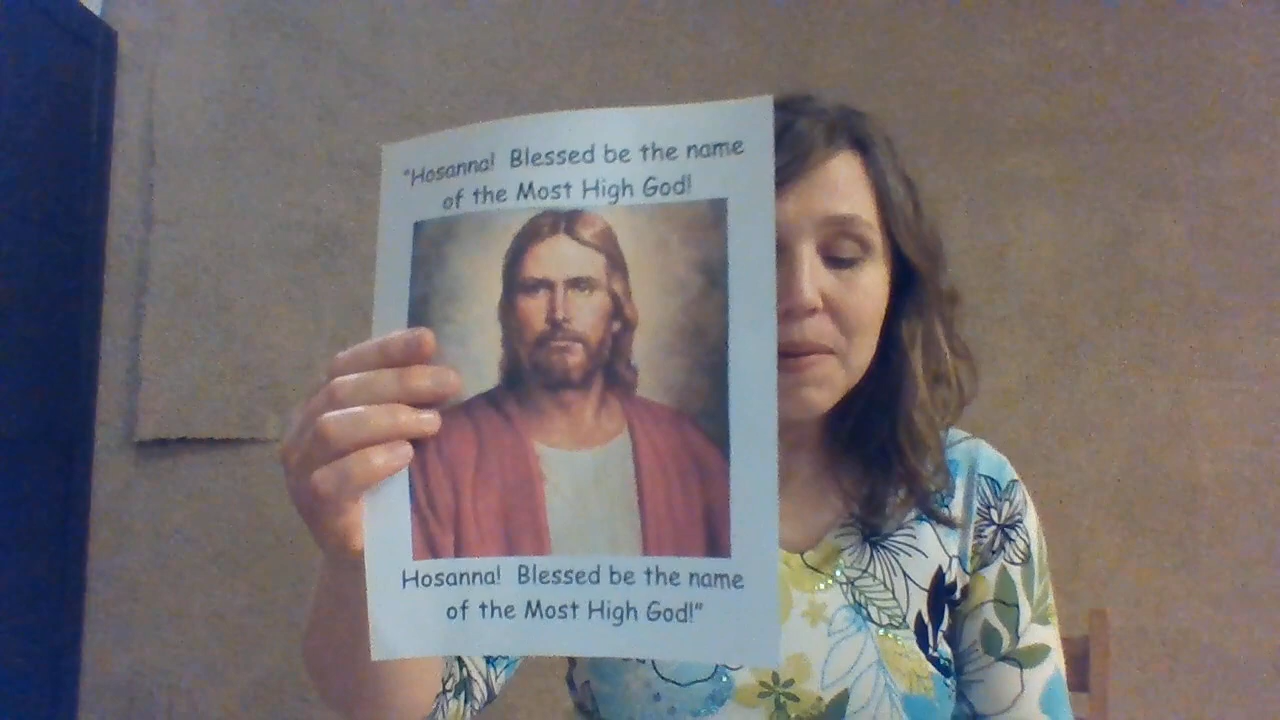 "Hosanna! Blessed be the name
of the Most High God!
Hosanna! Blessed be the name
of the Most High God!"